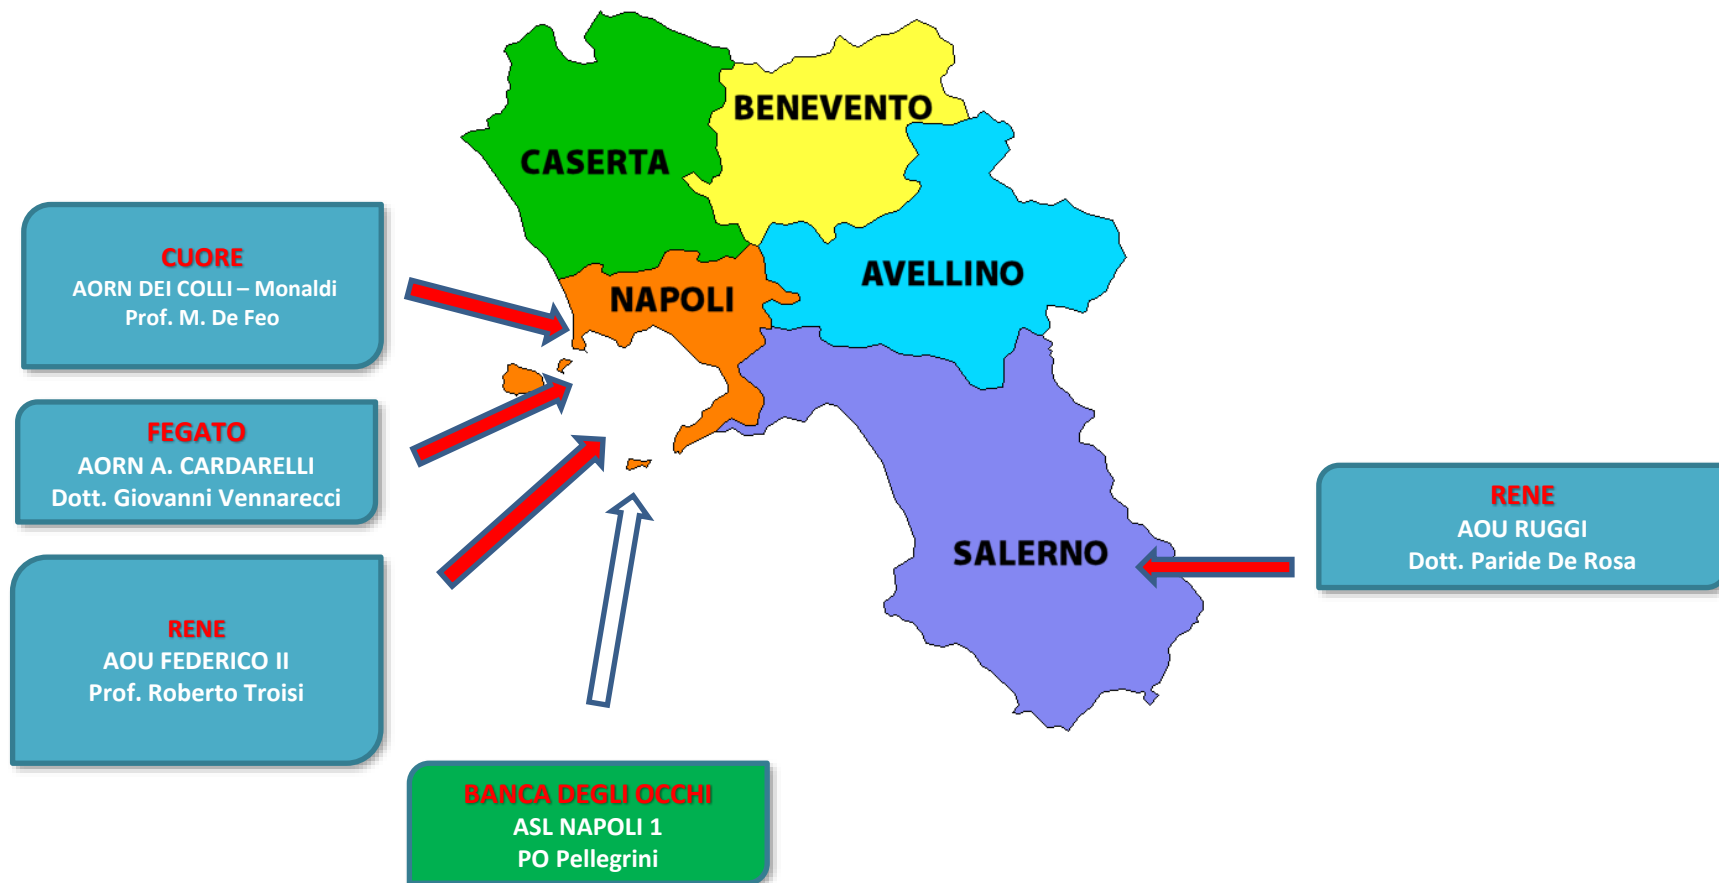 BENEVENTO
CASERTA
AVELLINO
NAPOLI
SALERNO
CUORE
AORN DEI COLLI – Monaldi
Prof. M. De Feo
FEGATO
AORN A. CARDARELLI
Dott. Giovanni Vennarecci
RENE
AOU FEDERICO II
Prof. Roberto Troisi
RENE
AOU RUGGI
Dott. Paride De Rosa
BANCA DEGLI OCCHI
ASL NAPOLI 1
PO Pellegrini